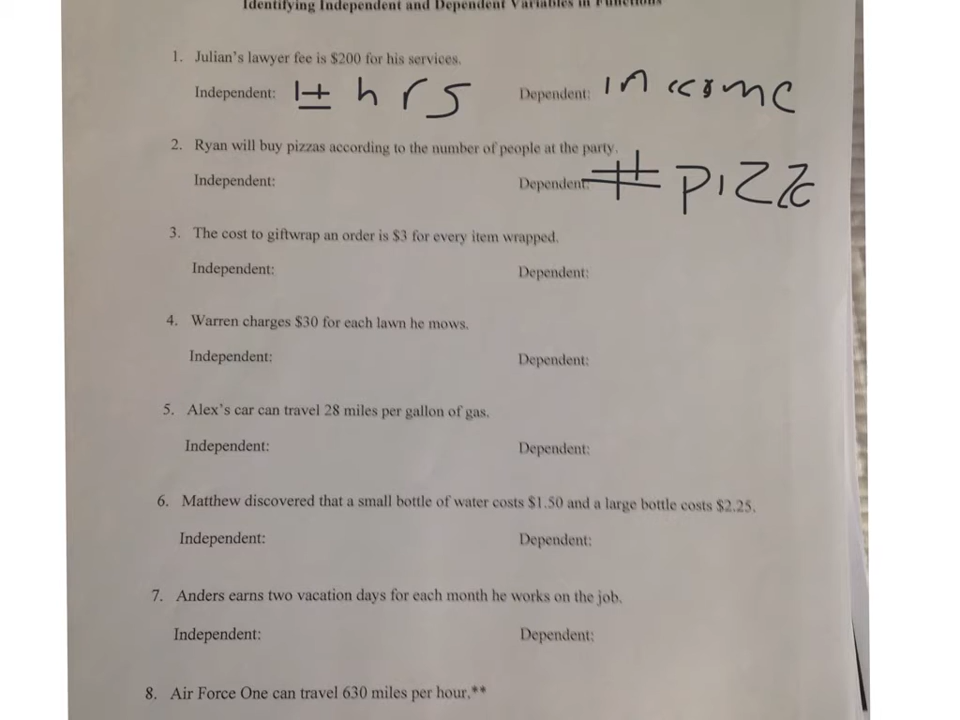 Identifying Independent and Dependent Variables in Functions
1. Julian's lawyer fee is $200 for his services.
Independent: # hrs Dependent: income
2. Ryan will buy pizzas according to the number of people at the party.
Independent: Dependent: # pizz
3. The cost to giftwrap an order is $3 for every item wrapped.
Independent: Dependent:
4. Warren charges $30 for each lawn he mows.
Independent: Dependent:
5. Alex's car can travel 28 miles per gallon of gas.
Independent: Dependent:
6. Matthew discovered that a small bottle of water costs $1.50 and a large bottle costs $2.25.
Independent: Dependent:
7. Anders earns two vacation days for each month he works on the job.
Independent: Dependent:
8. Air Force One can travel 630 miles per hour.**